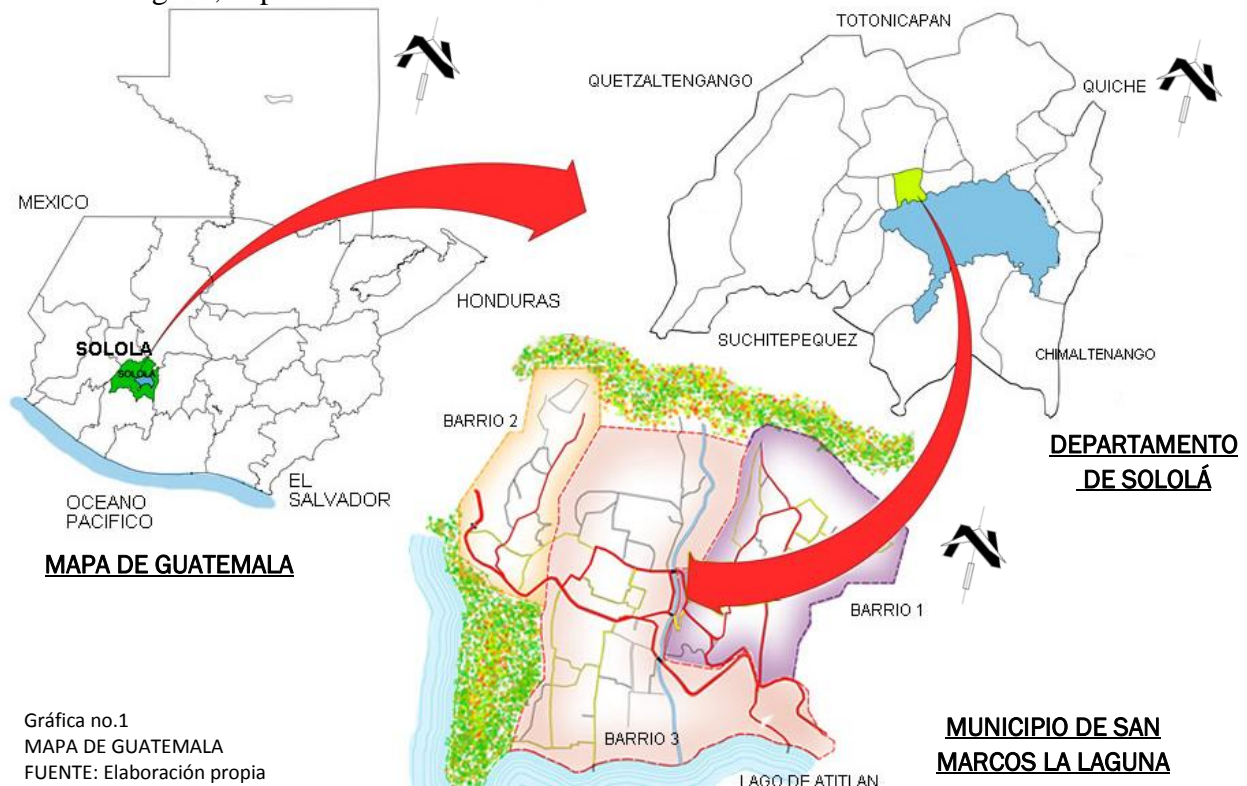 TOTONICAPAN
QUETZALTENGANGO
QUICHE
MEXICO
HONDURAS
SOLOLA
SOLOLA
SUCHITEPEQUEZ
CHIMALTENANGO
EL
SALVADOR
OCEANO
PACIFICO
MAPA DE GUATEMALA
DEPARTAMENTO
DE SOLOLÁ
BARRIO 2
BARRIO 1
BARRIO 3
LAGO DE ATITLAN
MUNICIPIO DE SAN
MARCOS LA LAGUNA
Gráfica no.1
MAPA DE GUATEMALA
FUENTE: Elaboración propia